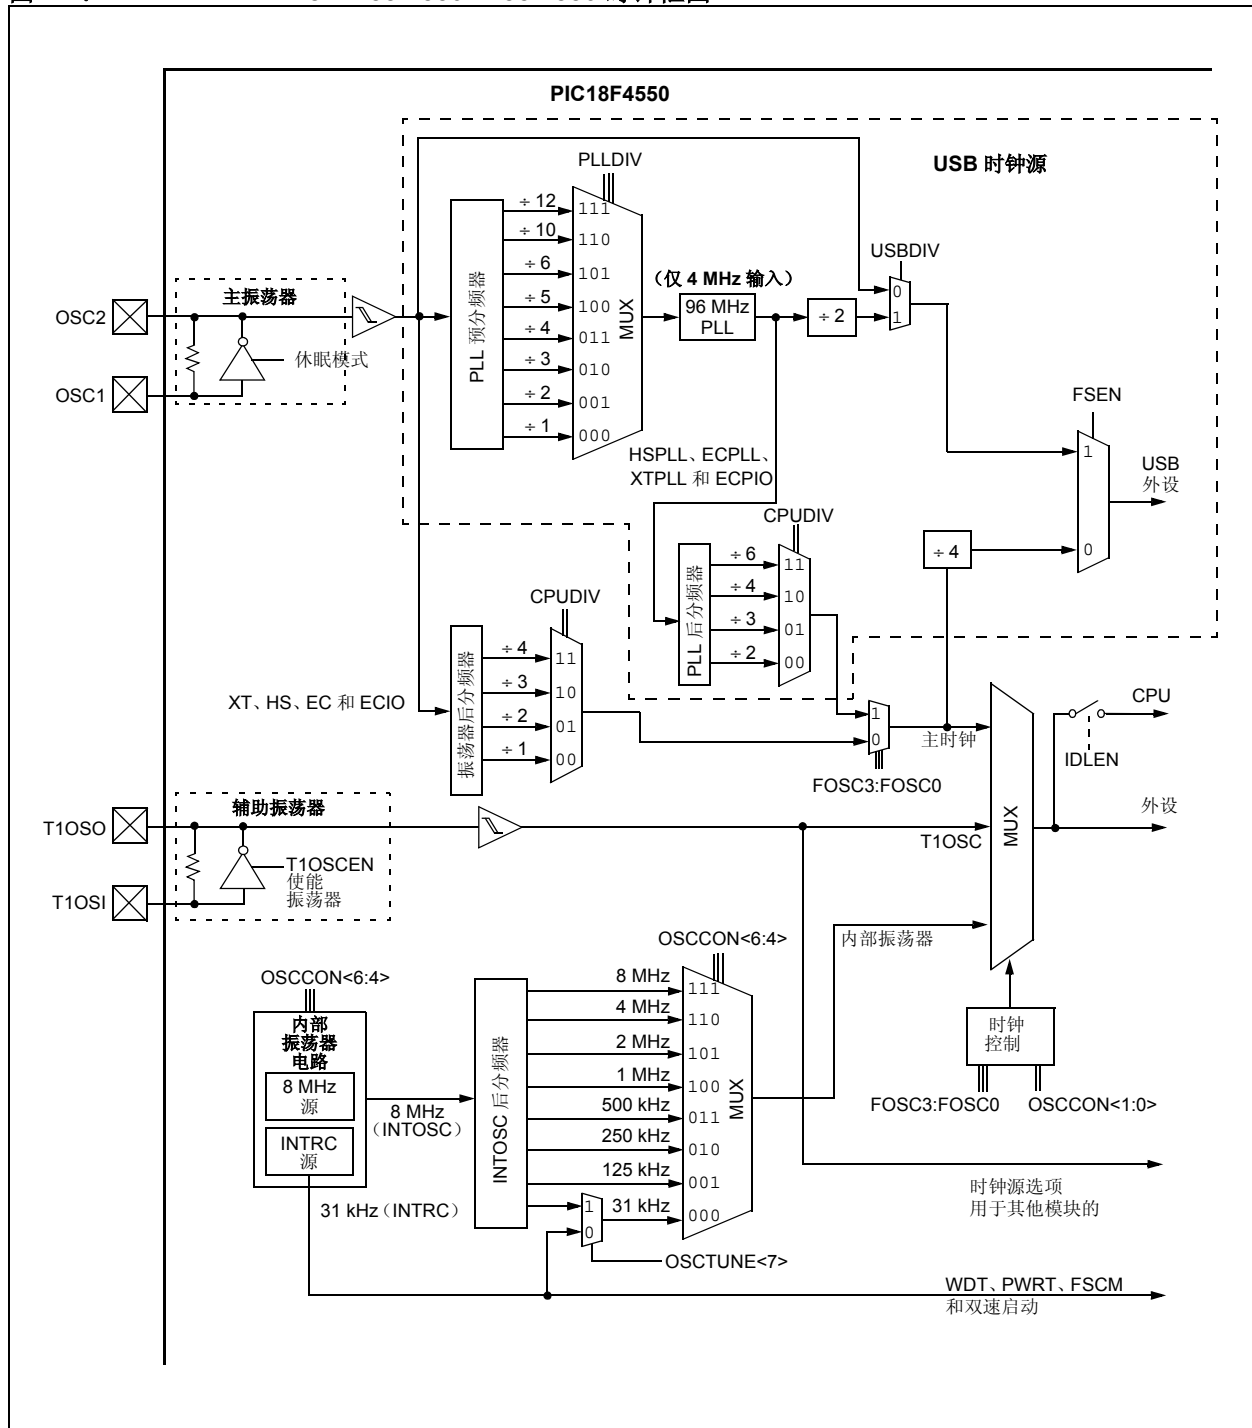 PIC18F4550
USB 时钟源
PLLDIV
÷ 12
111
÷ 10
110
÷ 6
101
÷ 5
100
÷ 4
011
÷ 3
010
÷ 2
001
÷ 1
000
PLL 预分频器
MUX
（仅 4 MHz 输入）
96 MHz
PLL
÷ 2
USBDIV
0
1
主振荡器
OSC2
休眠模式
OSC1
FSEN
1
0
USB
外设
HSPLL、ECPLL、
XTPLL 和 ECPIO
CPUDIV
PLL 后分频器
÷ 6
11
÷ 4
10
÷ 3
01
÷ 2
00
÷ 4
CPUDIV
振荡器后分频器
÷ 4
11
÷ 3
10
÷ 2
01
÷ 1
00
XT、HS、EC 和 ECIO
1
0
FOSC3:FOSC0
主时钟
CPU
IDLEN
外设
MUX
辅助振荡器
T1OSO
T1OSCEN
使能
振荡器
T1OSI
T1OSC
内部振荡器
OSCCON<6:4>
OSCCON<6:4>
内部
振荡器
电路
8 MHz
源
INTRC
源
8 MHz
（INTOSC）
31 kHz（INTRC）
INTOSC 后分频器
8 MHz
111
4 MHz
110
2 MHz
101
1 MHz
100
500 kHz
011
250 kHz
010
125 kHz
001
31 kHz
000
MUX
1
0
OSCTUNE<7>
时钟
控制
FOSC3:FOSC0
OSCCON<1:0>
时钟源选项
用于其他模块的
WDT、PWRT、FSCM
和双速启动